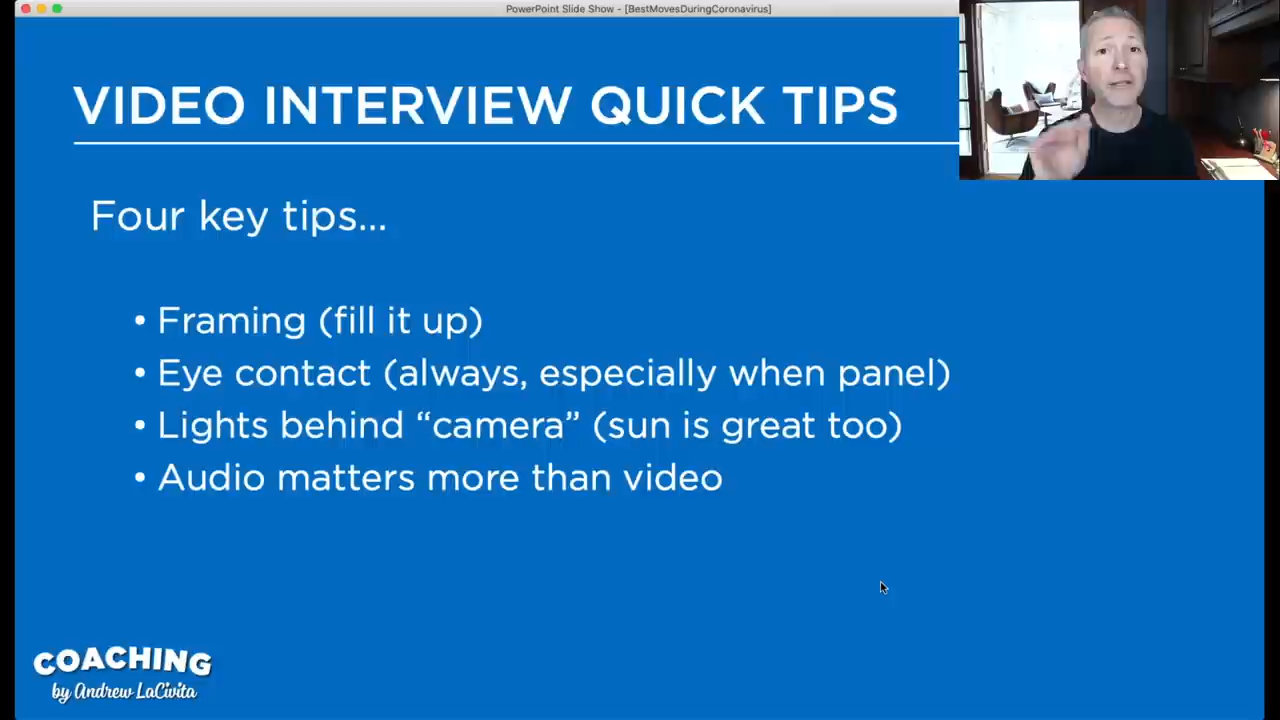 PowerPoint Slide Show - [BestMovesDuringCoronavirus]
VIDEO INTERVIEW QUICK TIPS
Four key tips...
• Framing (fill it up)
• Eye contact (always, especially when panel)
• Lights behind “camera” (sun is great too)
• Audio matters more than video
COACHING
by Andrew LaCivita